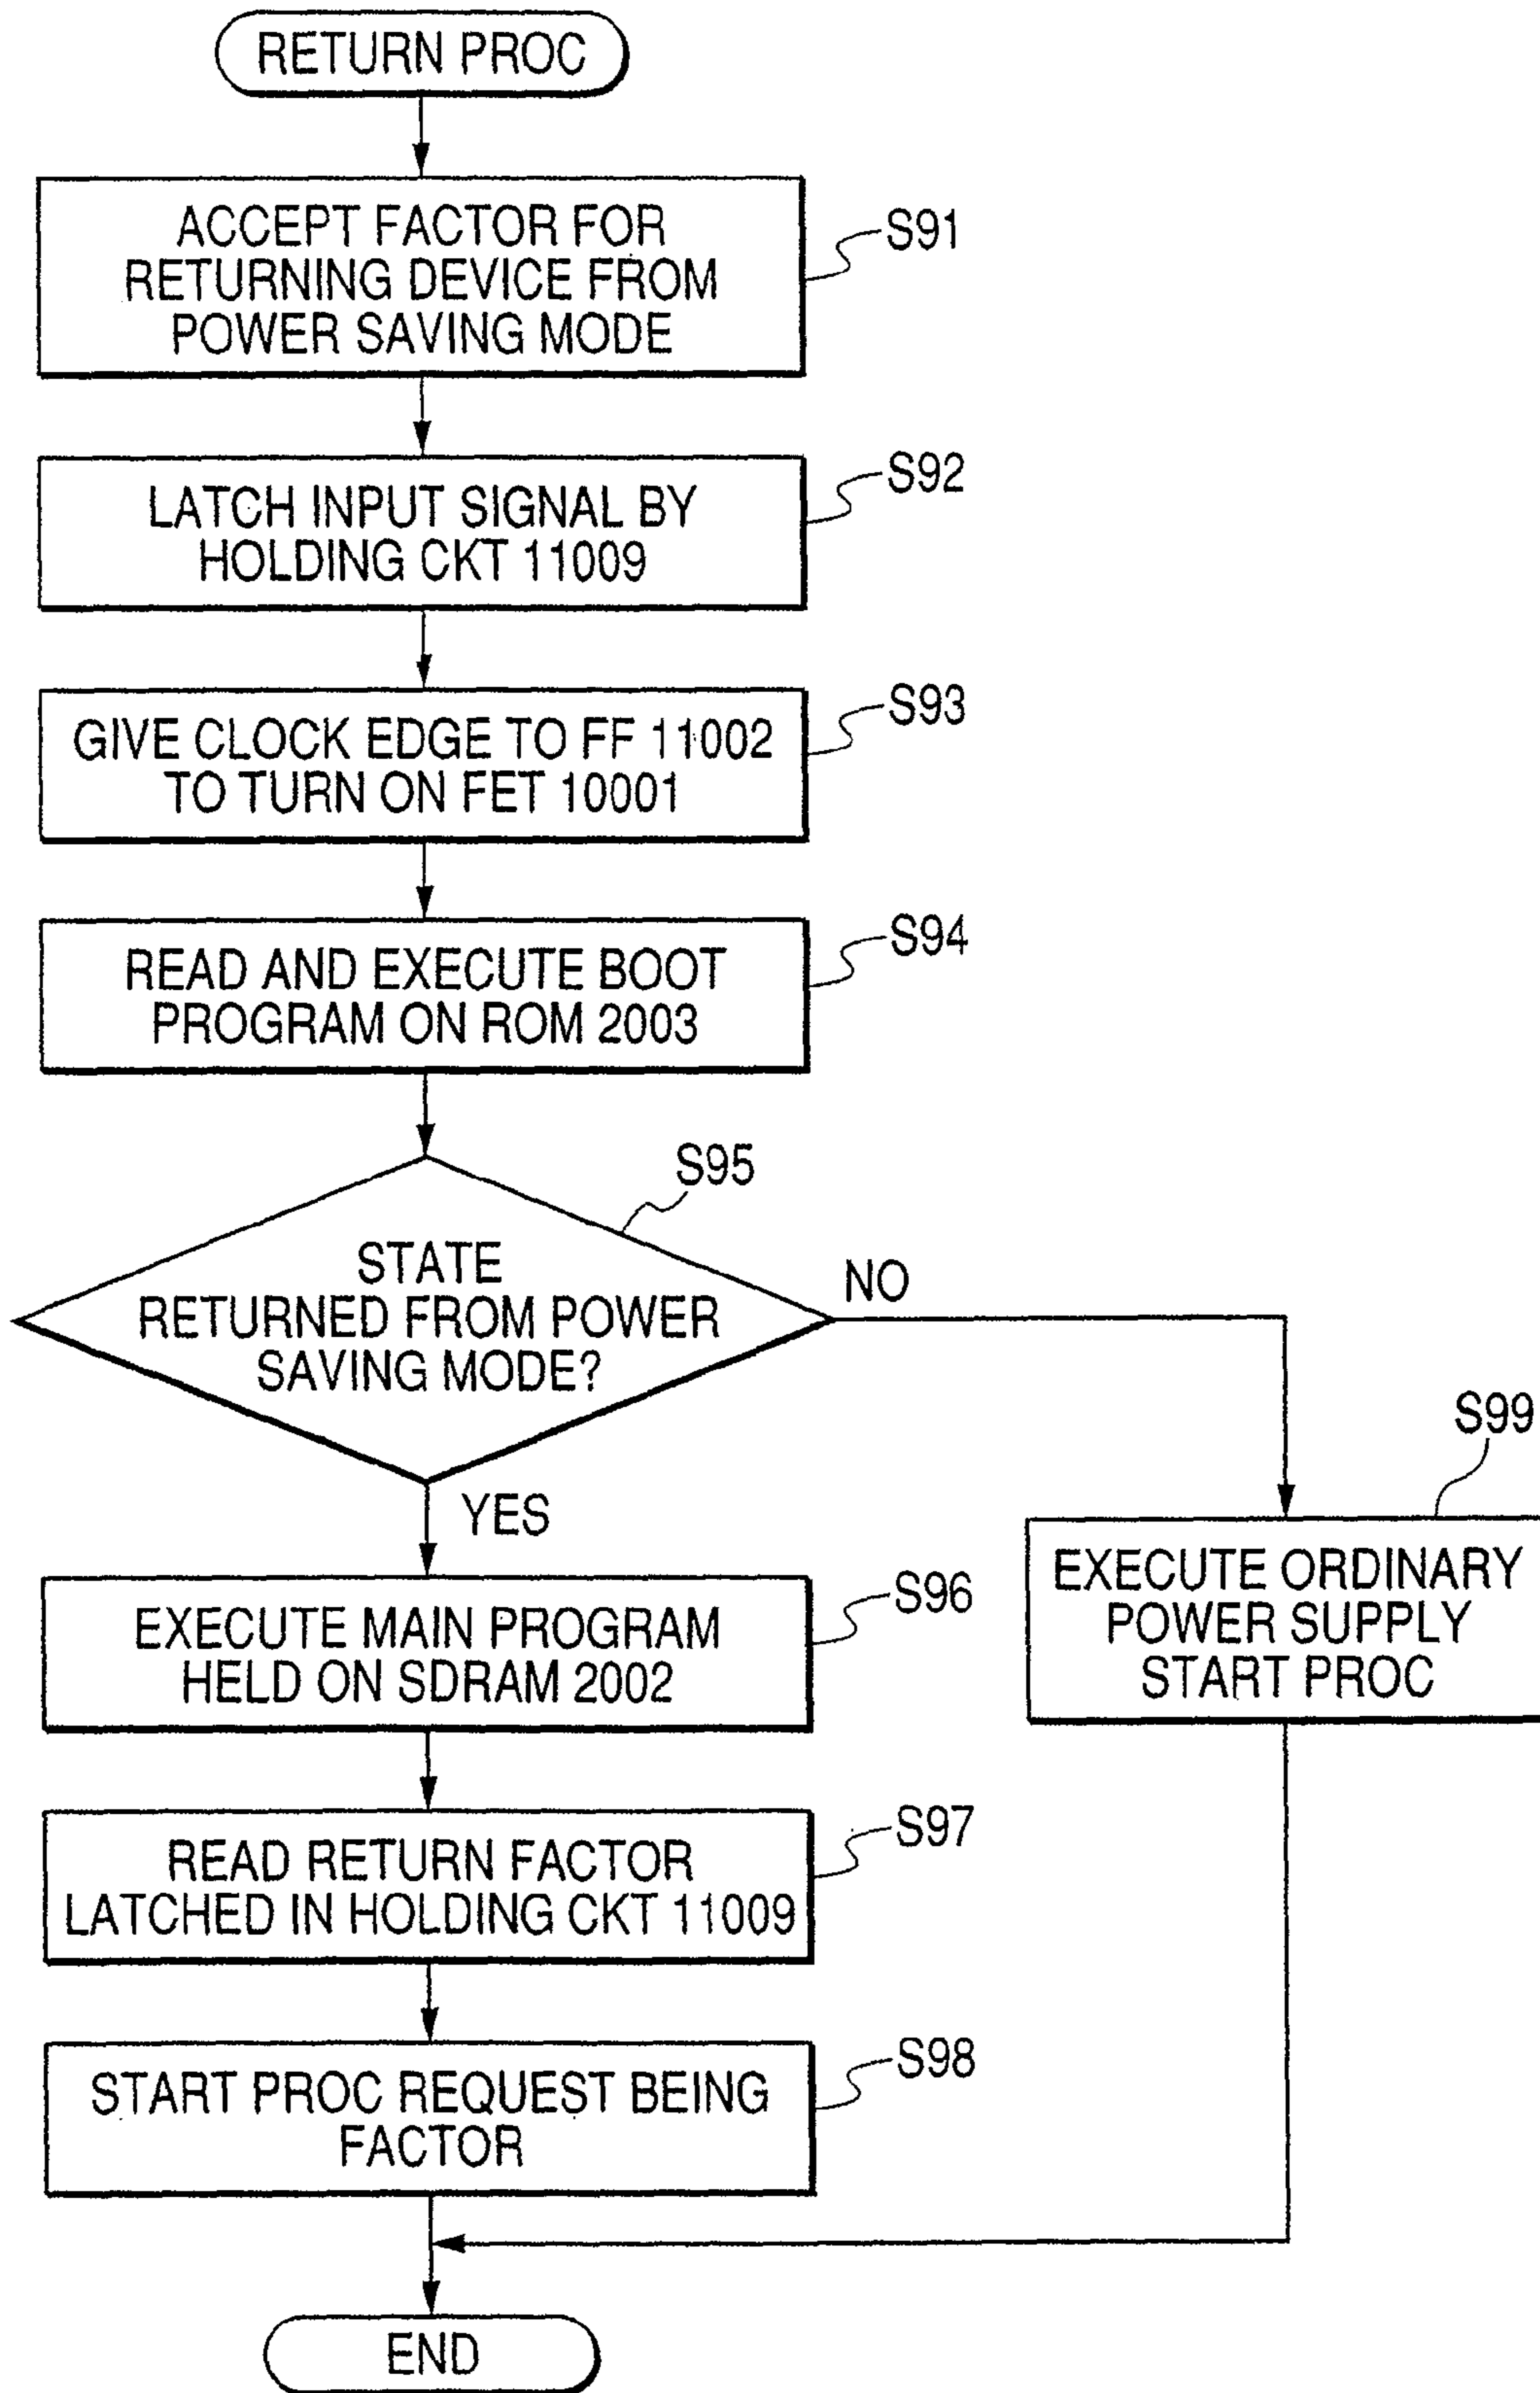 RETURN PROC
ACCEPT FACTOR FOR
RETURNING DEVICE FROM
POWER SAVING MODE
S91
LATCH INPUT SIGNAL BY
HOLDING CKT 11009
S92
GIVE CLOCK EDGE TO FF 11002
TO TURN ON FET 10001
S93
READ AND EXECUTE BOOT
PROGRAM ON ROM 2003
S94
S95
STATE
RETURNED FROM POWER
SAVING MODE?
NO
YES
S99
EXECUTE ORDINARY
POWER SUPPLY
START PROC
EXECUTE MAIN PROGRAM
HELD ON SDRAM 2002
S96
READ RETURN FACTOR
LATCHED IN HOLDING CKT 11009
S97
START PROC REQUEST BEING
FACTOR
S98
END